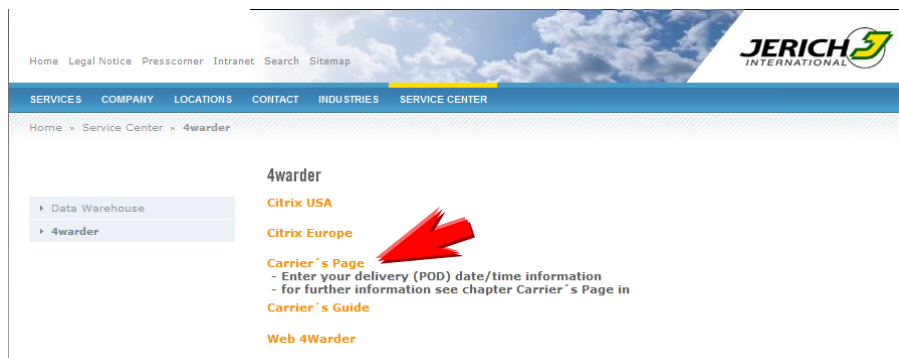 Home Legal Notice Presscorner Intranet Search Sitemap
JERICH
INTERNATIONAL
SERVICES COMPANY LOCATIONS CONTACT INDUSTRIES SERVICE CENTER
Home » Service Center » 4warder
4warder
Data Warehouse
4warder
Citrix USA
Citrix Europe
Carrier´s Page
- Enter your delivery (POD) date/time information
- for further information see chapter Carrier´s Page in
Carrier´s Guide
Web 4Warder